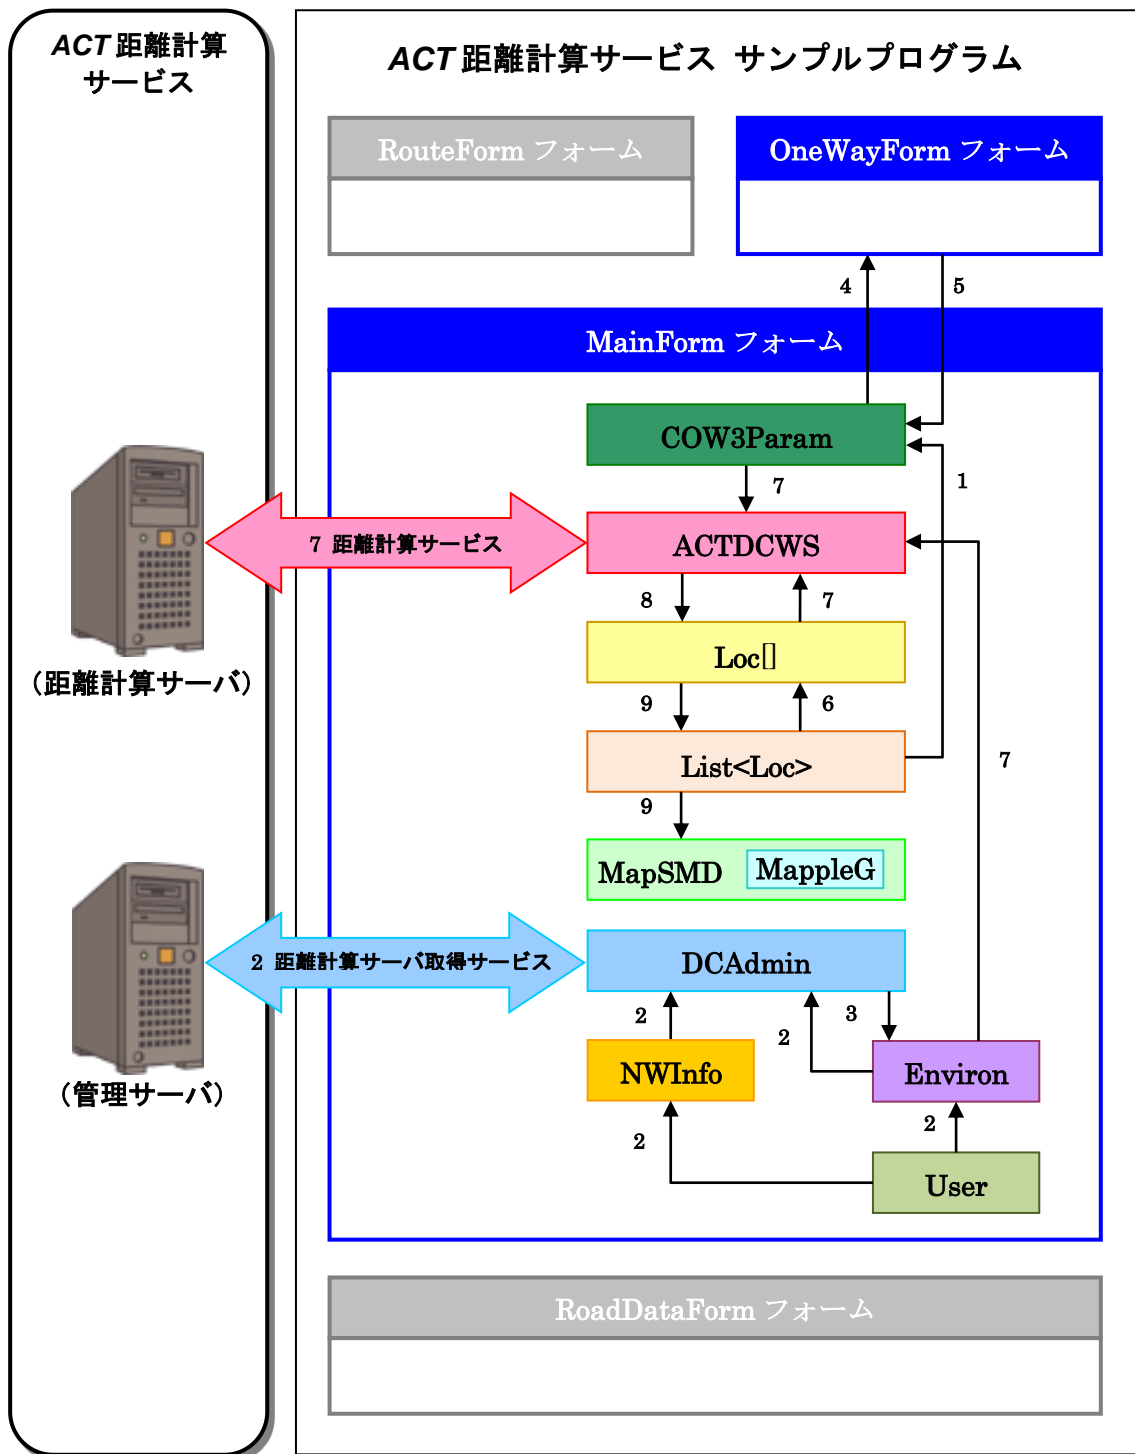 ACT 距離計算
サービス
ACT 距離計算サービス サンプルプログラム
RouteForm フォーム
OneWayForm フォーム
4
5
MainForm フォーム
COW3Param
7
1
7 距離計算サービス
ACTDCWS
8
7
Loc[]
9
6
(距離計算サーバ)
List<Loc>
7
9
MapSMD
MappleG
2 距離計算サーバ取得サービス
DCAdmin
2
2
3
NWInfo
Environ
(管理サーバ)
2
2
User
RoadDataForm フォーム